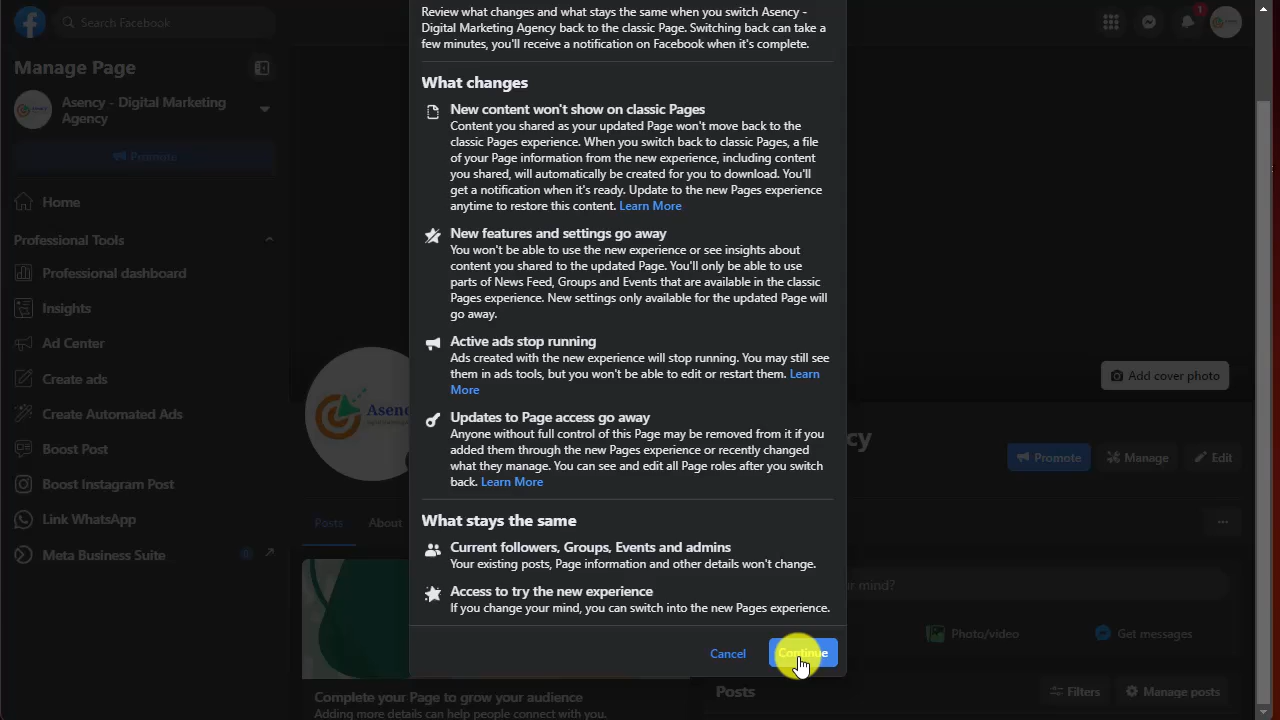 Search Facebook
1
Manage Page
Asency - Digital Marketing
Agency
Promote
Home
Professional Tools
Professional dashboard
Insights
Ad Center
Create ads
Create Automated Ads
Boost Post
Boost Instagram Post
Link WhatsApp
Meta Business Suite
0
Review what changes and what stays the same when you switch Asency -
Digital Marketing Agency back to the classic Page. Switching back can take a
few minutes, you'll receive a notification on Facebook when it's complete.
What changes
New content won't show on classic Pages
Content you shared as your updated Page won't move back to the
classic Pages experience. When you switch back to classic Pages, a file
of your Page information from the new experience, including content
you shared, will automatically be created for you to download. You'll
get a notification when it's ready. Update to the new Pages experience
anytime to restore this content. Learn More
New features and settings go away
You won't be able to use the new experience or see insights about
content you shared to the updated Page. You'll only be able to use
parts of News Feed, Groups and Events that are available in the classic
Pages experience. New settings only available for the updated Page will
go away.
Active ads stop running
Ads created with the new experience will stop running. You may still see
them in ads tools, but you won't be able to edit or restart them. Learn
More
Updates to Page access go away
Anyone without full control of this Page may be removed from it if you
added them through the new Pages experience or recently changed
what they manage. You can see and edit all Page roles after you switch
back. Learn More
What stays the same
Current followers, Groups, Events and admins
Your existing posts, Page information and other details won't change.
Access to try the new experience
If you change your mind, you can switch into the new Pages experience.
Cancel
Continue
Asen
Add cover photo
cy
Promote
Manage
Edit
Posts
About
ir mind?
Photo/video
Get messages
Complete your Page to grow your audience
Adding more details can help people connect with you.
Posts
Filters
Manage posts